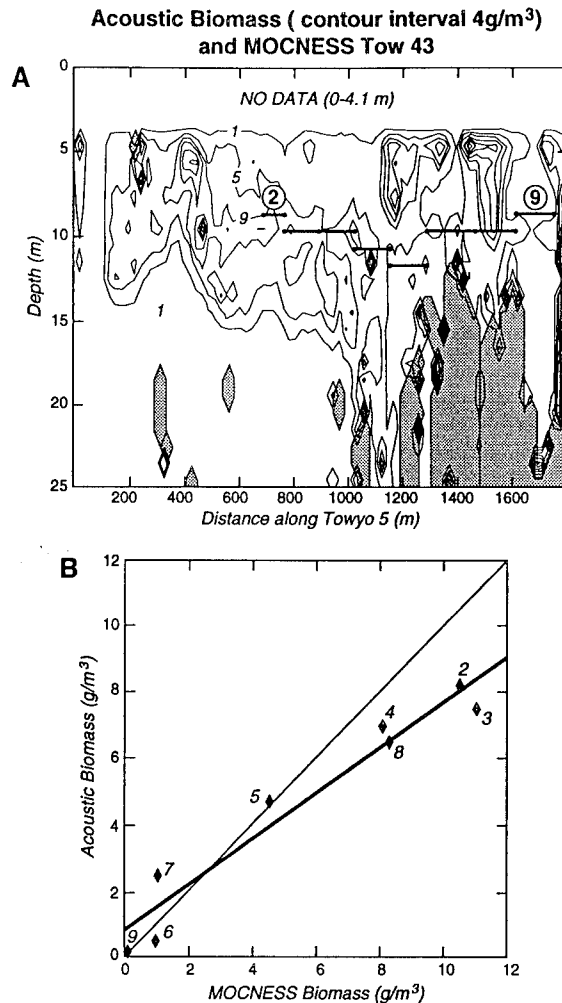 Acoustic Biomass ( contour interval 4g/m³)
and MOCNESS Tow 43
A
0
5
10
15
20
25
Depth (m)
NO DATA (0-4.1 m)
1
5
9
2
9
1
200 400 600 800 1000 1200 1400 1600
Distance along Towyo 5 (m)
B
12
10
8
6
4
2
0
Acoustic Biomass (g/m³)
2
3
4
8
5
7
6
9
0 2 4 6 8 10 12
MOCNESS Biomass (g/m³)